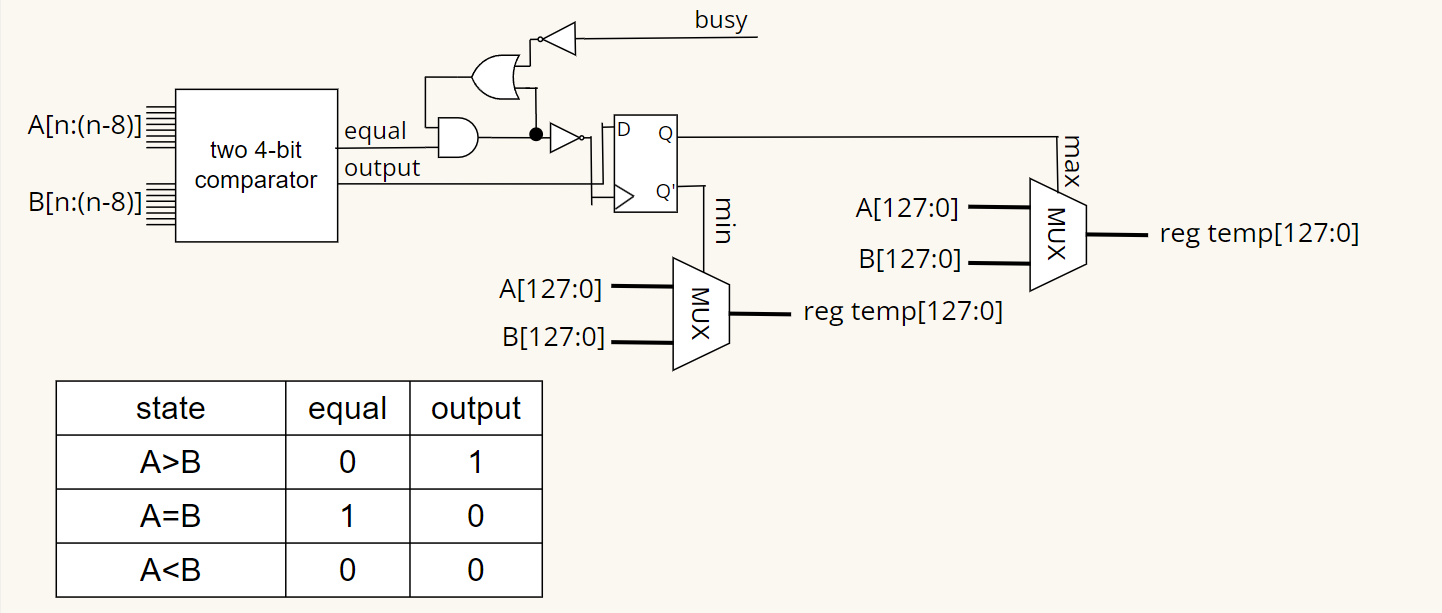 busy
A[n:(n-8)]
B[n:(n-8)]
two 4-bit
comparator
equal
output
D
Q
Q'
min
max
A[127:0]
B[127:0]
MUX
reg temp[127:0]
A[127:0]
B[127:0]
MUX
reg temp[127:0]
state equal output
A>B 0 1
A=B 1 0
A<B 0 0